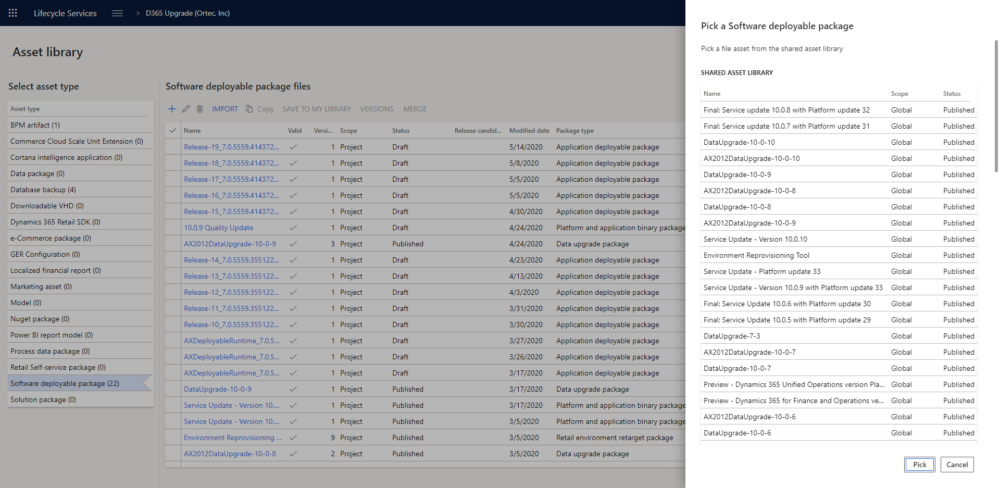 Lifecycle Services > D365 Upgrade (Ortec, Inc)
Asset library
Select asset type
Asset type
BPM artifact (1)
Commerce Cloud Scale Unit Extension (0)
Cortana intelligence application (0)
Data package (0)
Database backup (4)
Downloadable VHD (0)
Dynamics 365 Retail SDK (0)
e-Commerce package (0)
GER Configuration (0)
Localized financial report (0)
Marketing asset (0)
Model (0)
Nuget package (0)
Power BI report model (0)
Process data package (0)
Retail Self-service package (0)
Software deployable package (22)
Solution package (0)
Software deployable package files
IMPORT Copy SAVE TO MY LIBRARY VERSIONS MERGE
Name Valid Versi... Scope Status Release candid... Modified date Package type
Release-19_7.0.5559.414372... 1 Project Draft 5/14/2020 Application deployable package
Release-18_7.0.5559.414372... 1 Project Draft 5/8/2020 Application deployable package
Release-17_7.0.5559.414372... 1 Project Draft 5/5/2020 Application deployable package
Release-16_7.0.5559.414372... 1 Project Draft 5/5/2020 Application deployable package
Release-15_7.0.5559.414372... 1 Project Draft 4/30/2020 Application deployable package
10.0.9 Quality Update 1 Project Draft 4/24/2020 Platform and application binary package
AX2012DataUpgrade-10-0-9 3 Project Published 4/24/2020 Data upgrade package
Release-14_7.0.5559.355122... 1 Project Draft 4/23/2020 Application deployable package
Release-13_7.0.5559.355122... 1 Project Draft 4/13/2020 Application deployable package
Release-12_7.0.5559.355122... 1 Project Draft 4/3/2020 Application deployable package
Release-11_7.0.5559.355122... 1 Project Draft 3/31/2020 Application deployable package
Release-10_7.0.5559.355122... 1 Project Draft 3/30/2020 Application deployable package
AXDeployableRuntime_7.0.5... 1 Project Draft 3/27/2020 Application deployable package
AXDeployableRuntime_7.0.5... 1 Project Draft 3/26/2020 Application deployable package
AXDeployableRuntime_7.0.5... 1 Project Draft 3/17/2020 Application deployable package
DataUpgrade-10-0-9 1 Project Published 3/17/2020 Data upgrade package
Service Update - Version 10.... 1 Project Published 3/17/2020 Platform and application binary package
Service Update - Version 10.... 1 Project Published 3/5/2020 Platform and application binary package
Environment Reprovisioning ... 9 Project Published 3/5/2020 Retail environment retarget package
AX2012DataUpgrade-10-0-8 2 Project Published 3/5/2020 Data upgrade package
Pick a Software deployable package
Pick a file asset from the shared asset library
SHARED ASSET LIBRARY
Name Scope Status
Final: Service update 10.0.8 with Platform update 32 Global Published
Final: Service update 10.0.7 with Platform update 31 Global Published
DataUpgrade-10-0-10 Global Published
AX2012DataUpgrade-10-0-10 Global Published
DataUpgrade-10-0-9 Global Published
AX2012DataUpgrade-10-0-8 Global Published
DataUpgrade-10-0-8 Global Published
AX2012DataUpgrade-10-0-9 Global Published
Service Update - Version 10.0.10 Global Published
Environment Reprovisioning Tool Global Published
Service Update - Platform update 33 Global Published
Service Update - Version 10.0.9 with Platform update 33 Global Published
Final: Service Update 10.0.6 with Platform update 30 Global Published
Final: Service Update 10.0.5 with Platform update 29 Global Published
DataUpgrade-7-3 Global Published
AX2012DataUpgrade-10-0-7 Global Published
DataUpgrade-10-0-7 Global Published
Preview - Dynamics 365 Unified Operations version Pla... Global Published
Preview - Dynamics 365 for Finance and Operations ve... Global Published
AX2012DataUpgrade-10-0-6 Global Published
DataUpgrade-10-0-6 Global Published
Pick Cancel